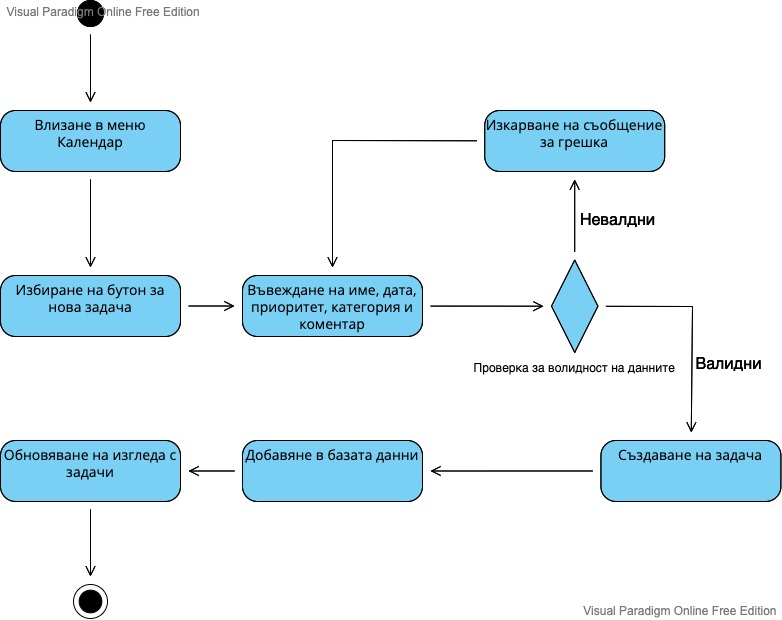 Visual Paradigm Online Free Edition
Влизане в меню
Календар
Изкарване на съобщение
за грешка
Невалдни
Избиране на бутон за
нова задача
Въвеждане на име, дата,
приоритет, категория и
коментар
Проверка за волидност на данните
Валидни
Обновяване на изгледа с
задачи
Добавяне в базата данни
Създаване на задача
Visual Paradigm Online Free Edition